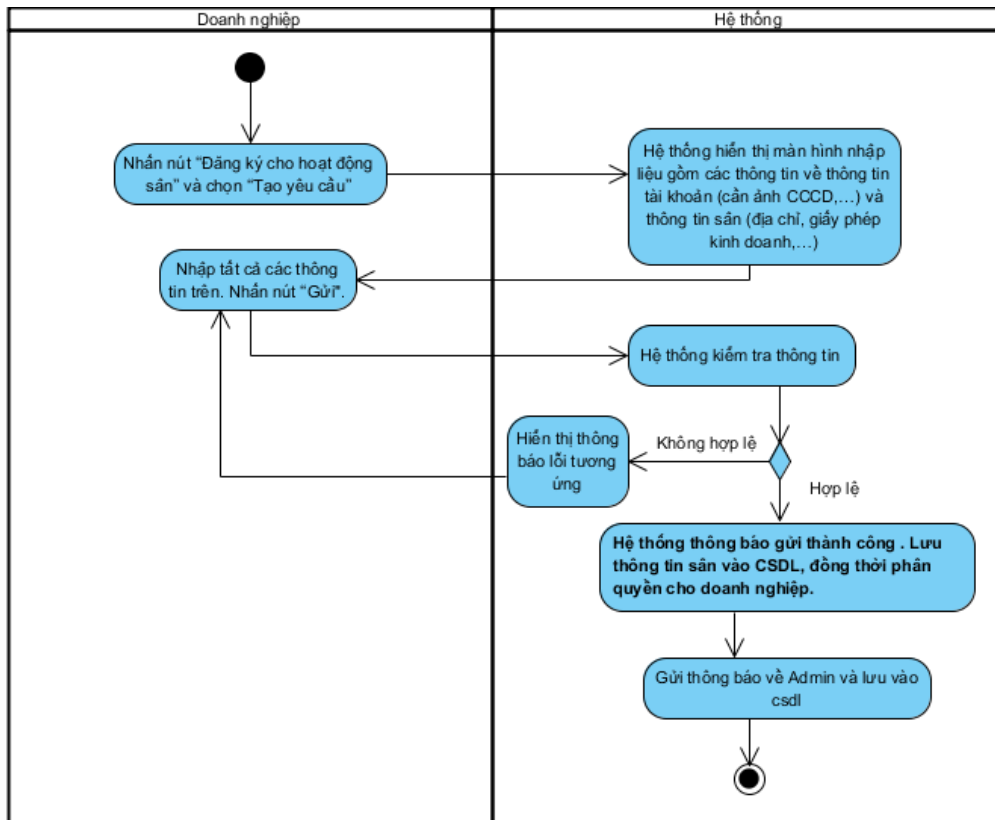 Doanh nghiệp
Hệ thống
Nhấn nút “Đăng ký cho hoạt động
sân” và chọn “Tạo yêu cầu”
Hệ thống hiển thị màn hình nhập
liệu gồm các thông tin về thông tin
tài khoản (cần ảnh CCCD,...) và
thông tin sân (địa chỉ, giấy phép
kinh doanh,...)
Nhập tất cả các thông
tin trên. Nhấn nút “Gửi".
Hệ thống kiểm tra thông tin
Không hợp lệ
Hiển thị thông
báo lỗi tương
ứng
Hợp lệ
Hệ thống thông báo gửi thành công . Lưu
thông tin sân vào CSDL, đồng thời phân
quyền cho doanh nghiệp.
Gửi thông báo về Admin và lưu vào
csdl